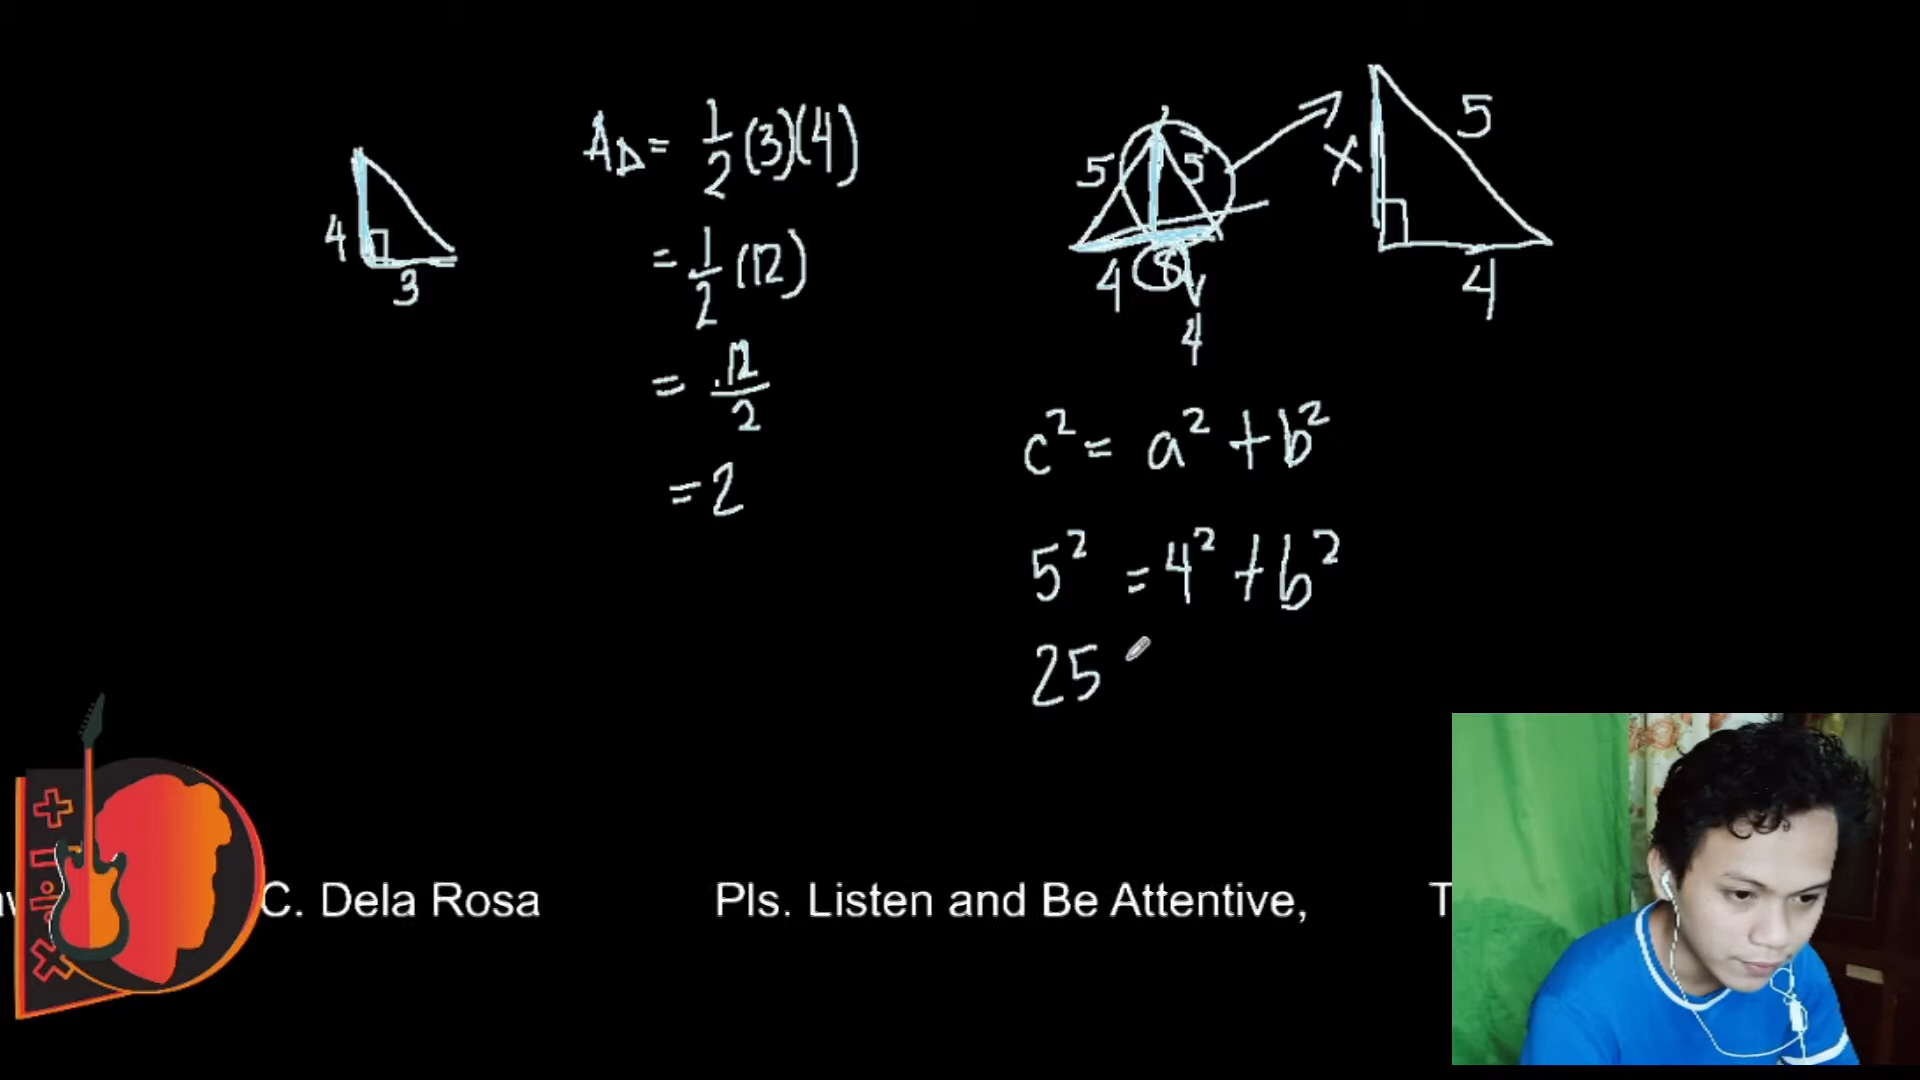 4
3
A△ = 1/2 (3)(4)
= 1/2 (12)
= 12/2
= 2
5 5
4 8
4
X 5
4
c² = a² + b²
5² = 4² + b²
25
C. Dela Rosa Pls. Listen and Be Attentive, T